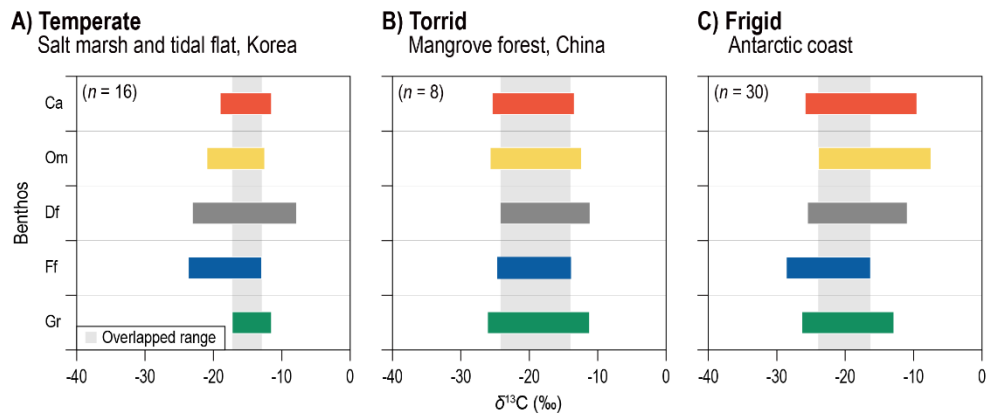 A) Temperate
Salt marsh and tidal flat, Korea
B) Torrid
Mangrove forest, China
C) Frigid
Antarctic coast
(n = 16)
(n = 8)
(n = 30)
Benthos
Ca
Om
Df
Ff
Gr
Overlapped range
-40 -30 -20 -10 0
-40 -30 -20 -10 0
-40 -30 -20 -10 0
δ¹³C (‰)